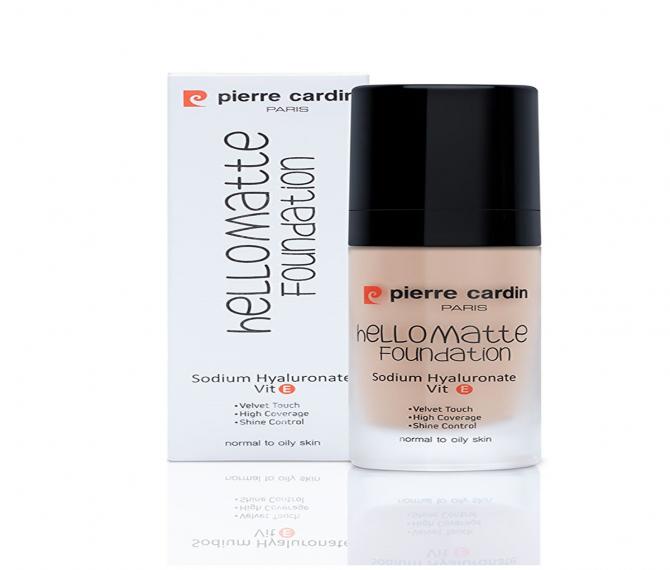 pierre cardin
PARIS
hellomatte
Foundation
Sodium Hyaluronate
Vit E
•Velvet Touch
•High Coverage
•Shine Control
normal to oily skin
pierre cardin
PARIS
hellomatte
Foundation
Sodium Hyaluronate
Vit E
•Velvet Touch
•High Coverage
•Shine Control
normal to oily skin